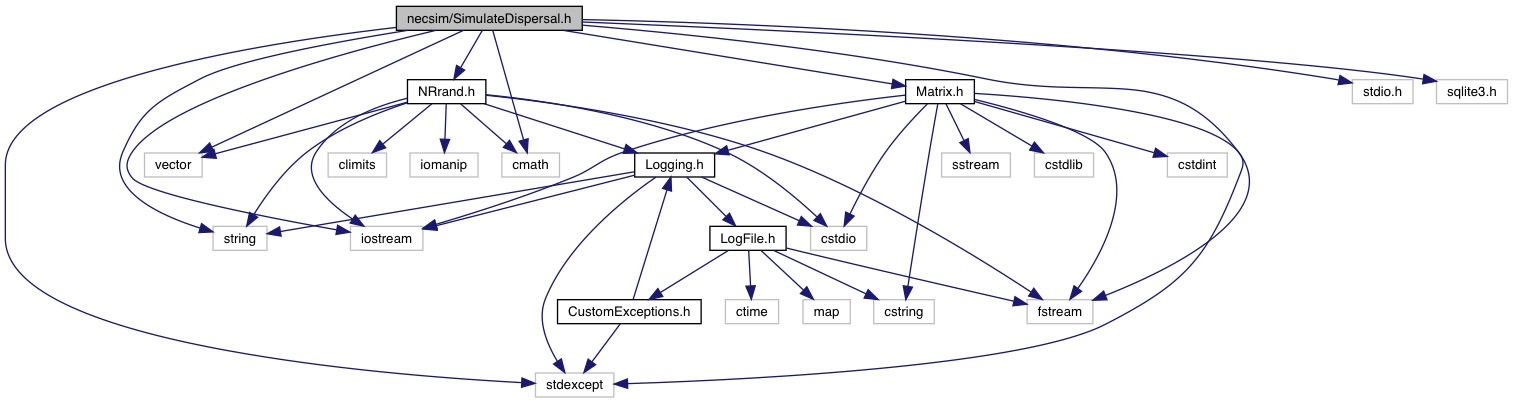 necsim/SimulateDispersal.h
NRrand.h
Matrix.h
stdio.h
sqlite3.h
vector
climits
iomanip
cmath
Logging.h
sstream
cstdlib
cstdint
string
iostream
LogFile.h
cstdio
CustomExceptions.h
ctime
map
cstring
fstream
stdexcept